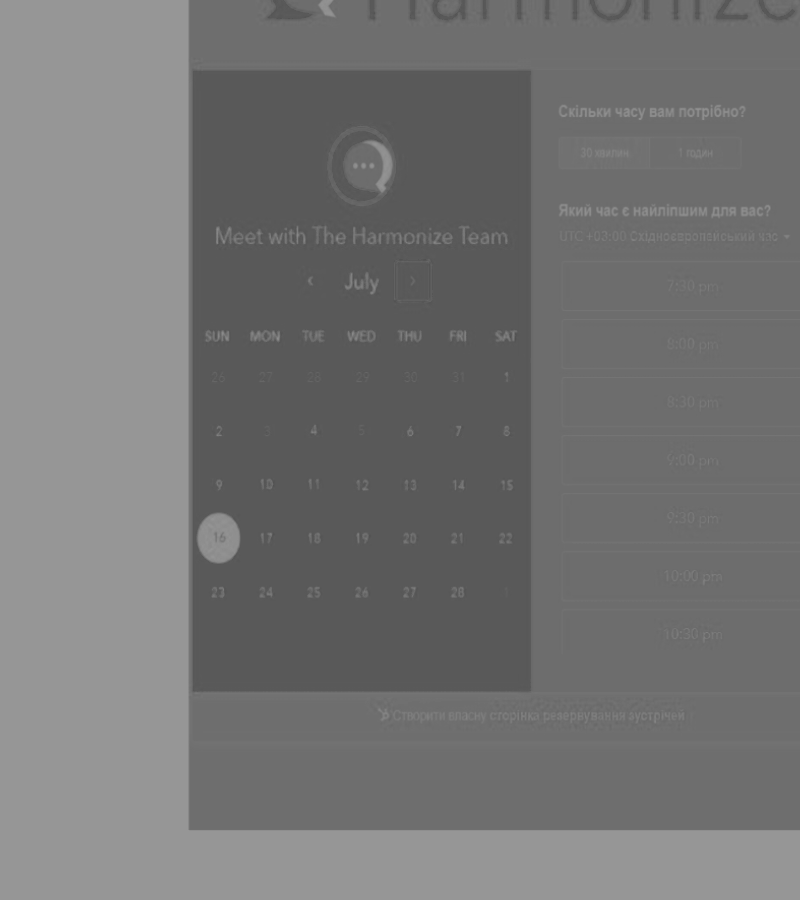 Harmonize
Meet with The Harmonize Team
‹ July ›
SUN MON TUE WED THU FRI SAT
26 27 28 29 30 31 1
2 3 4 5 6 7 8
9 10 11 12 13 14 15
16 17 18 19 20 21 22
23 24 25 26 27 28 1
Скільки часу вам потрібно?
30 хвилин 1 годин
Який час є найліпшим для вас?
UTC +03:00 Східноєвропейський час
7:30 pm
8:00 pm
8:30 pm
9:00 pm
9:30 pm
10:00 pm
10:30 pm
Створити власну сторінка резервування зустрічей